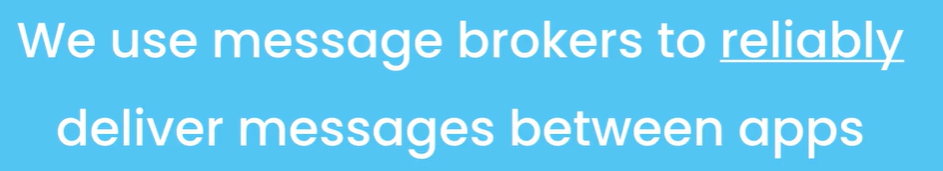 We use message brokers to reliably
deliver messages between apps